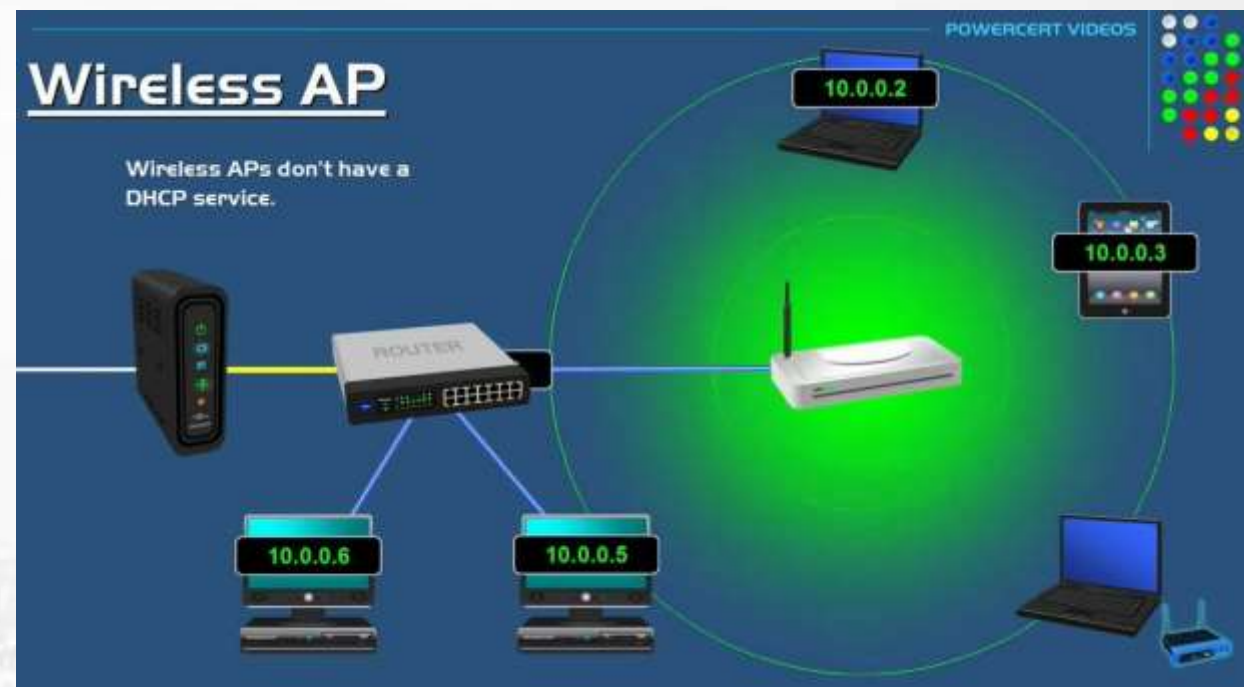 POWERCERT VIDEOS
Wireless AP
10.0.0.2
Wireless APs don't have a
DHCP service.
10.0.0.3
ROUTER
10.0.0.6
10.0.0.5